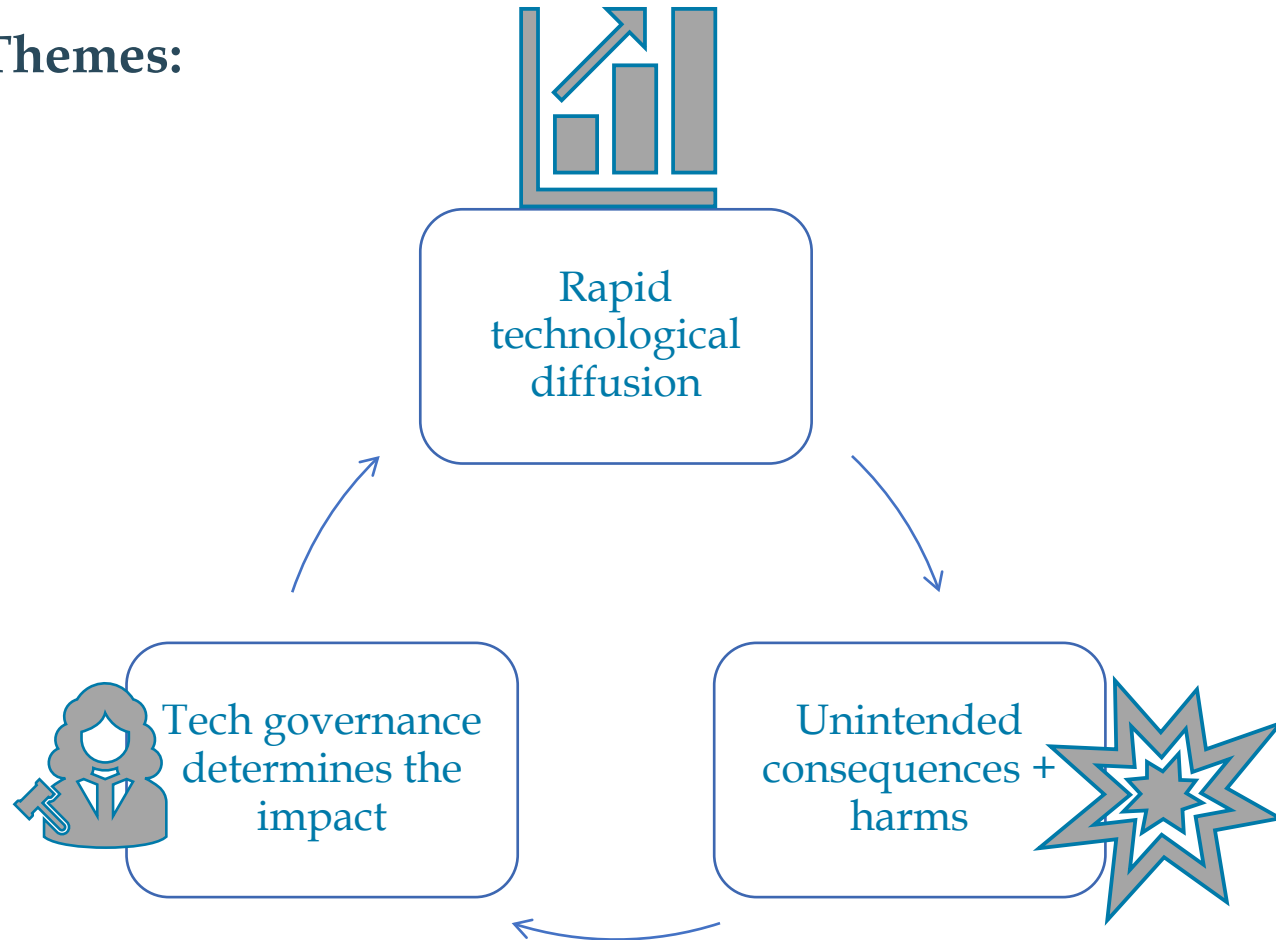 Themes:
Rapid
technological
diffusion
Tech governance
determines the
impact
Unintended
consequences +
harms